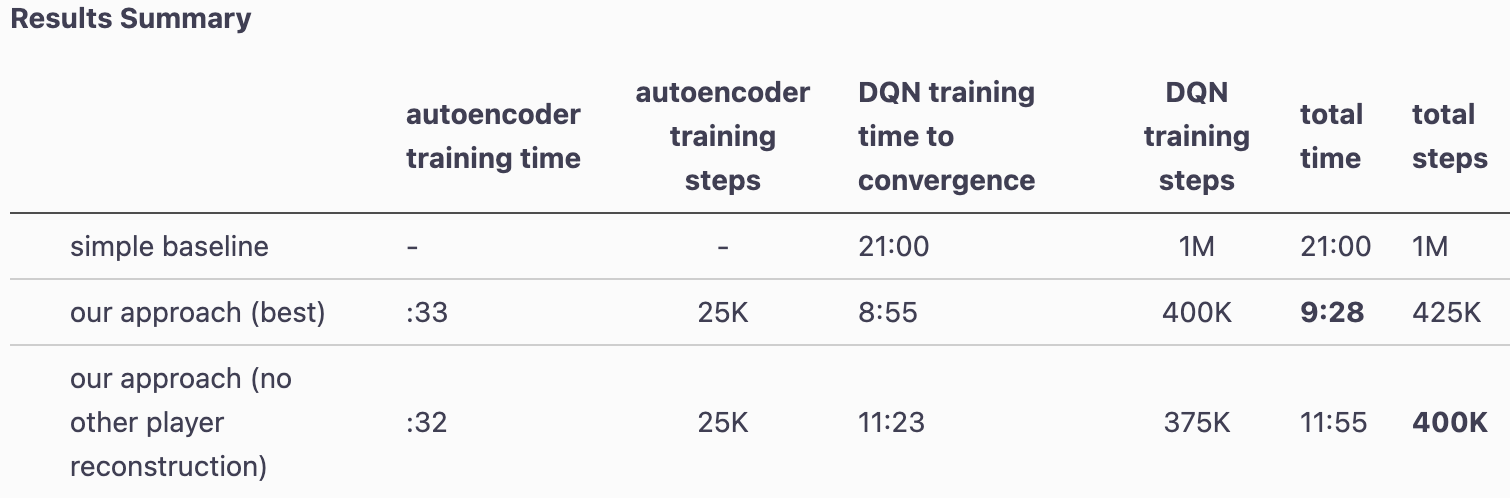 Results Summary
autoencoder training time	autoencoder training steps	DQN training time to convergence	DQN training steps	total time	total steps
simple baseline	-	-	21:00	1M	21:00	1M
our approach (best)	:33	25K	8:55	400K	9:28	425K
our approach (no other player reconstruction)	:32	25K	11:23	375K	11:55	400K